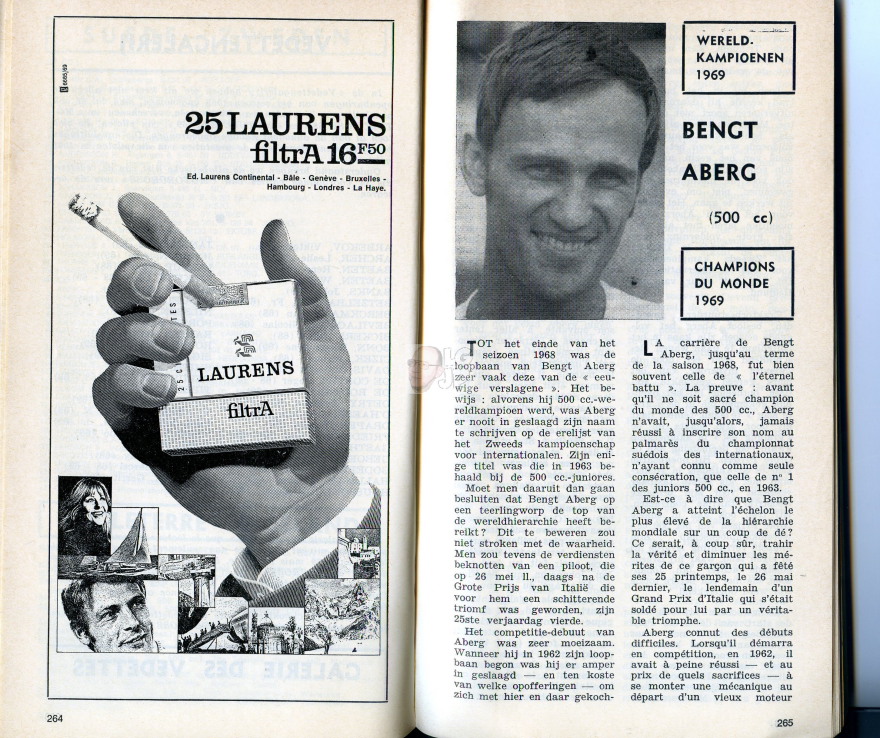 25 LAURENS
filtrA 16 F50
Ed. Laurens Continental - Bâle - Genève - Bruxelles -
Hambourg - Londres - La Haye.
LAURENS
filtrA
264
WERELD-
KAMPIOENEN
1969
BENGT
ABERG
(500 cc)
CHAMPIONS
DU MONDE
1969
TOT het einde van het
seizoen 1968 was de
loopbaan van Bengt Aberg
zeer vaak deze van de « eeu-
wige verslagene ». Het be-
wijs : alvorens hij 500 cc.-we-
reldkampioen werd, was Aberg
er nooit in geslaagd zijn naam
te schrijven op de erelijst van
het Zweeds kampioenschap
voor internationalen. Zijn eni-
ge titel was die in 1963 be-
haald bij de 500 cc.-juniores.
Moet men daaruit dan gaan
besluiten dat Bengt Aberg op
een teerlingworp de top van
de wereldhierarchie heeft be-
reikt ? Dit te beweren zou
niet stroken met de waarheid.
Men zou tevens de verdiensten
beknotten van een piloot, die
op 26 mei ll., daags na de
Grote Prijs van Italië die
voor hem een schitterende
triomf was geworden, zijn
25ste verjaardag vierde.
Het competitie-debuut van
Aberg was zeer moeizaam.
Wanneer hij in 1962 zijn loop-
baan begon was hij er amper
in geslaagd — en ten koste
van welke opofferingen — om
zich met hier en daar gekoch-
LA carrière de Bengt
Aberg, jusqu'au terme
de la saison 1968, fut bien
souvent celle de « l'éternel
battu ». La preuve : avant
qu'il ne soit sacré champion
du monde des 500 cc., Aberg
n'avait, jusqu'alors, jamais
réussi à inscrire son nom au
palmarès du championnat
suédois des internationaux,
n'ayant connu comme seule
consécration, que celle de n° 1
des juniors 500 cc., en 1963.
Est-ce à dire que Bengt
Aberg a atteint l'échelon le
plus élevé de la hiérarchie
mondiale sur un coup de dé ?
Ce serait, à coup sûr, trahir
la vérité et diminuer les mé-
rites de ce garçon qui a fêté
ses 25 printemps, le 26 mai
dernier, le lendemain d'un
Grand Prix d'Italie qui s'était
soldé pour lui par un vérita-
ble triomphe.
Aberg connut des débuts
difficiles. Lorsqu'il démarra
en compétition, en 1962, il
avait à peine réussi — et au
prix de quels sacrifices — à
se monter une mécanique au
départ d'un vieux moteur
265